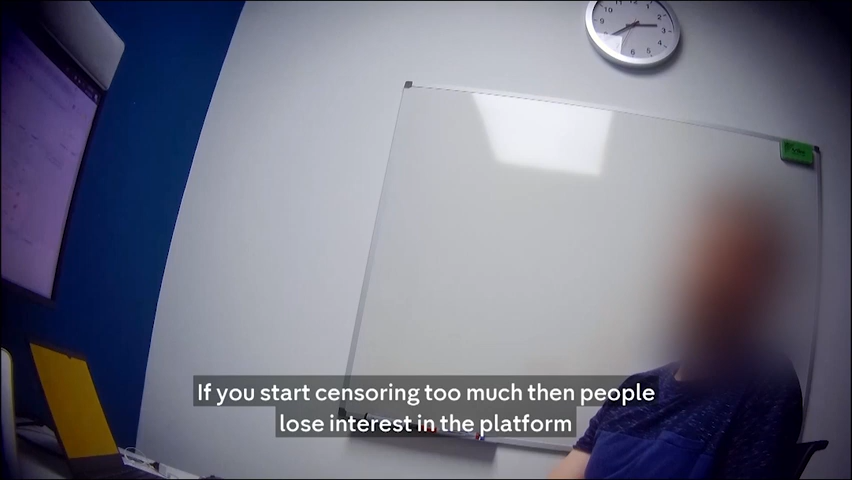 If you start censoring too much then people
lose interest in the platform